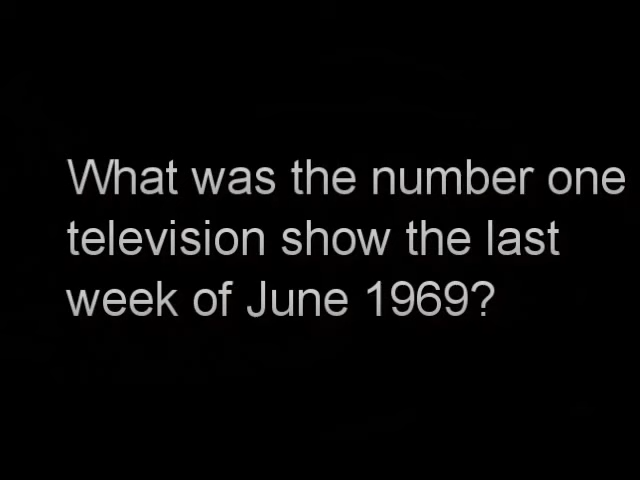 What was the number one
television show the last
week of June 1969?